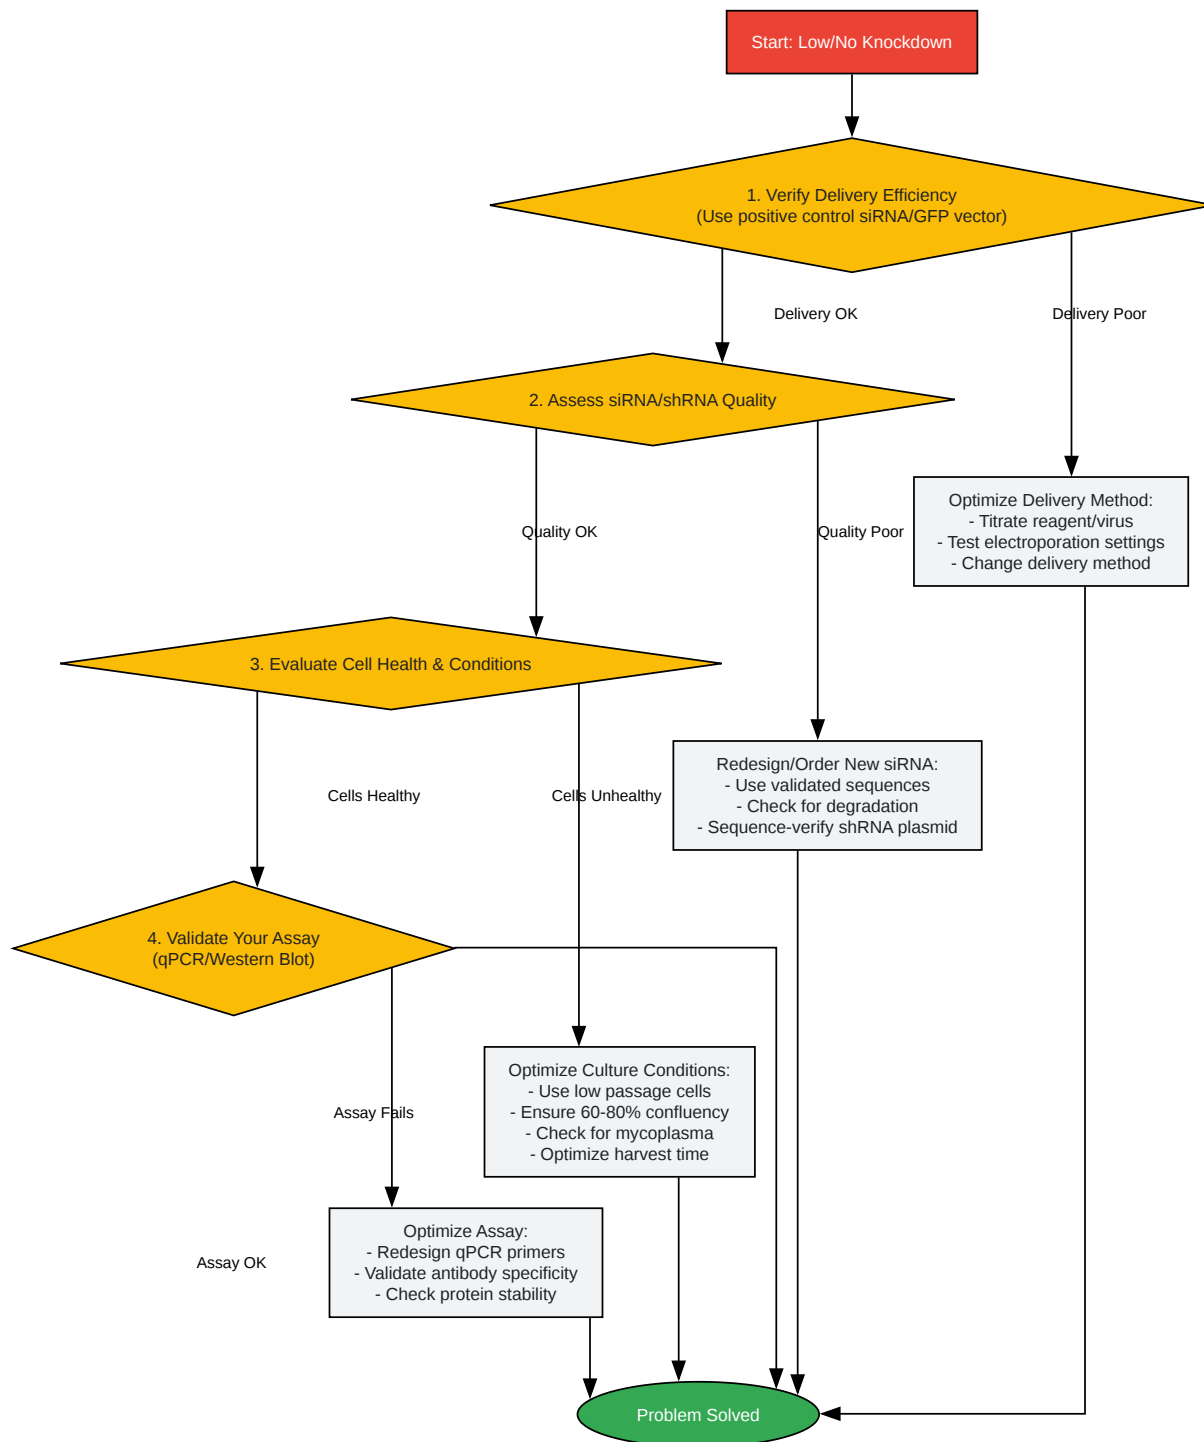 Start: Low/No Knockdown
1. Verify Delivery Efficiency
(Use positive control siRNA/GFP vector)
Delivery OK
Delivery Poor
2. Assess siRNA/shRNA Quality
Quality OK
Quality Poor
Optimize Delivery Method:
- Titrate reagent/virus
- Test electroporation settings
- Change delivery method
3. Evaluate Cell Health & Conditions
Cells Healthy
Cells Unhealthy
Redesign/Order New siRNA:
- Use validated sequences
- Check for degradation
- Sequence-verify shRNA plasmid
4. Validate Your Assay
(qPCR/Western Blot)
Assay Fails
Optimize Culture Conditions:
- Use low passage cells
- Ensure 60-80% confluency
- Check for mycoplasma
- Optimize harvest time
Assay OK
Optimize Assay:
- Redesign qPCR primers
- Validate antibody specificity
- Check protein stability
Problem Solved